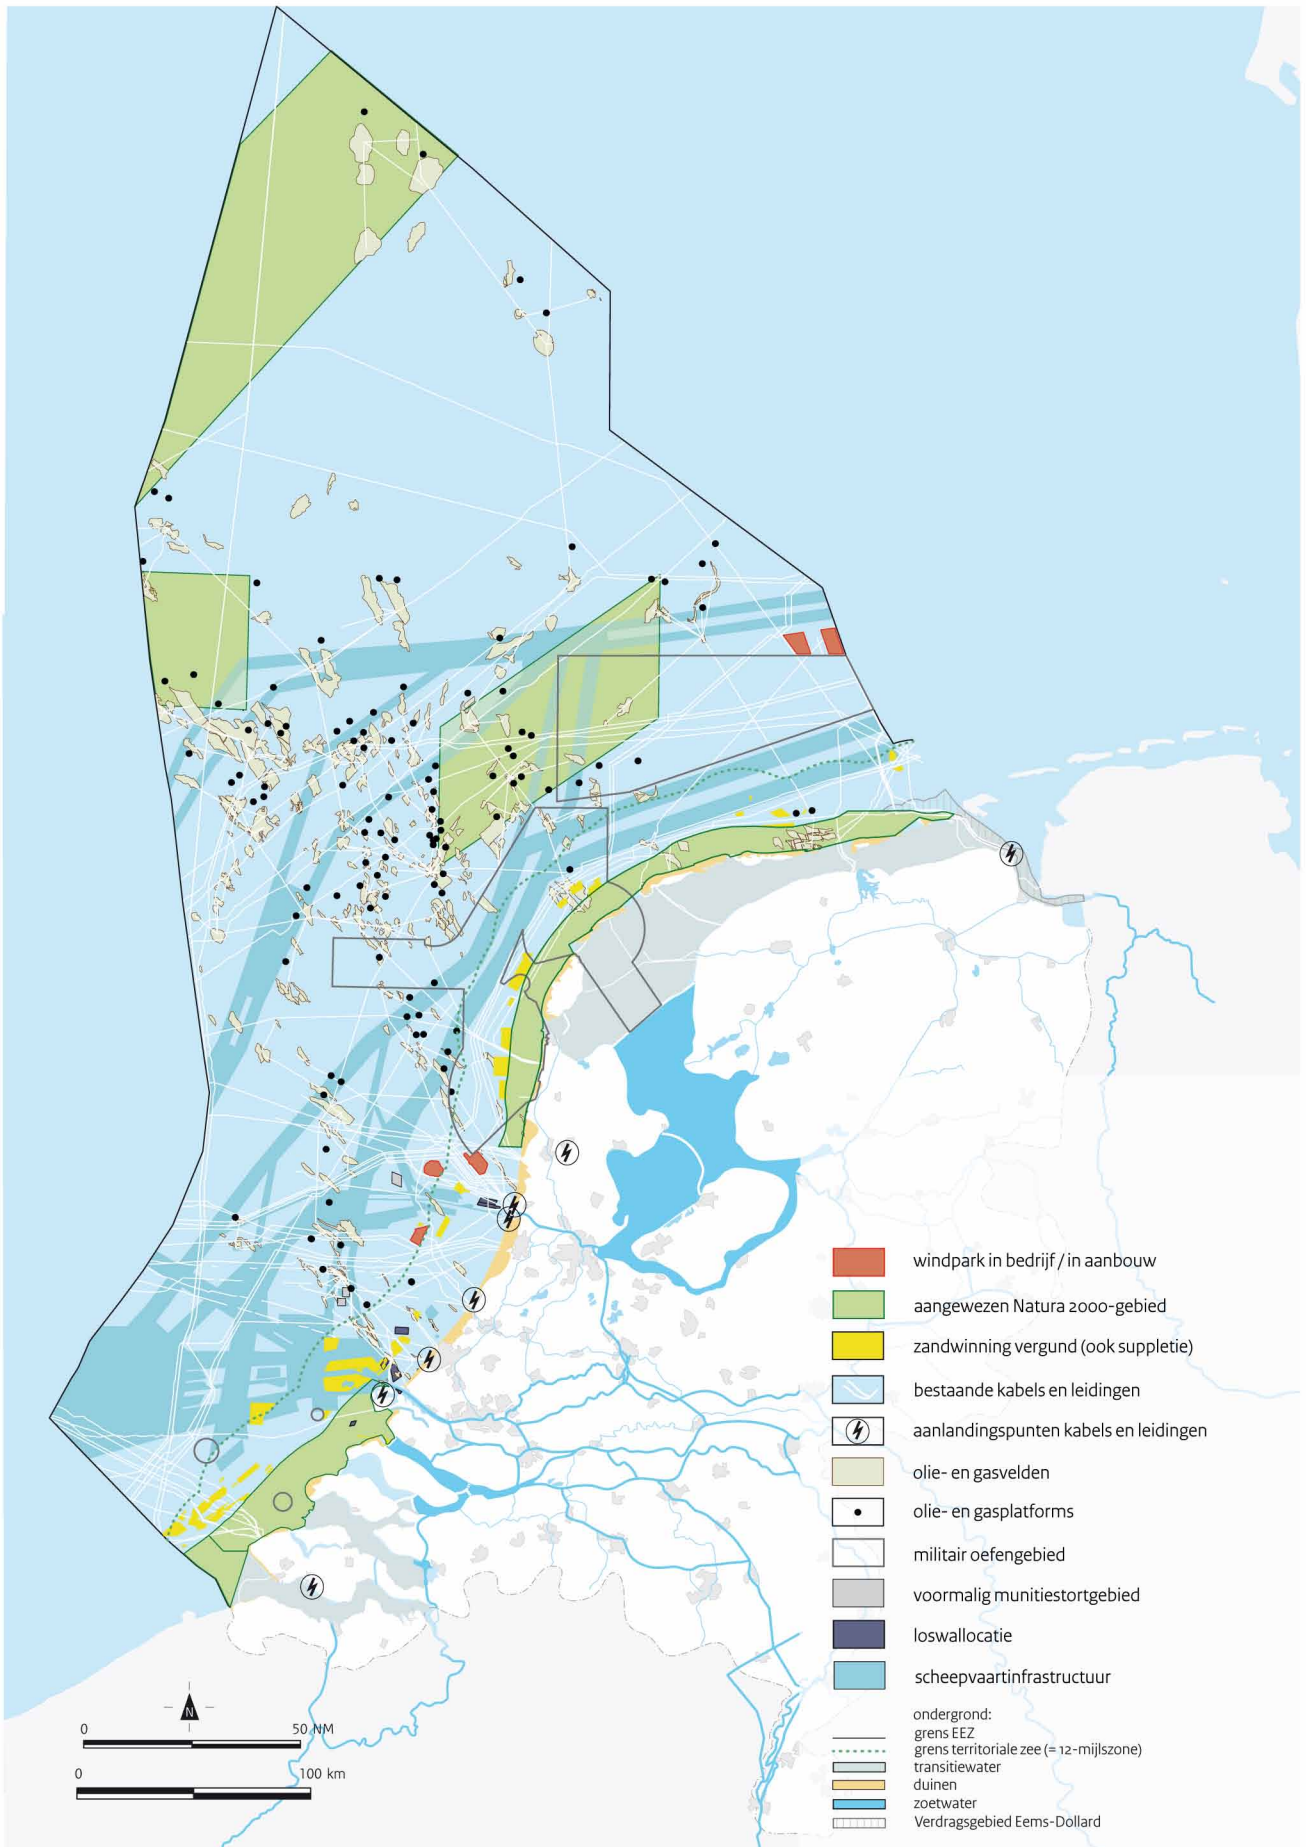 windpark in bedrijf / in aanbouw
aangewezen Natura 2000-gebied
zandwinning vergund (ook suppletie)
bestaande kabels en leidingen
aanlandingspunten kabels en leidingen
olie- en gasvelden
olie- en gasplatforms
militair oefengebied
voormalig munitiestortgebied
loswallocatie
scheepvaartinfrastructuur
ondergrond:
grens EEZ
grens territoriale zee (= 12-mijlszone)
transitiewater
duinen
zoetwater
Verdragsgebied Eems-Dollard
N
0 50 NM
0 100 km